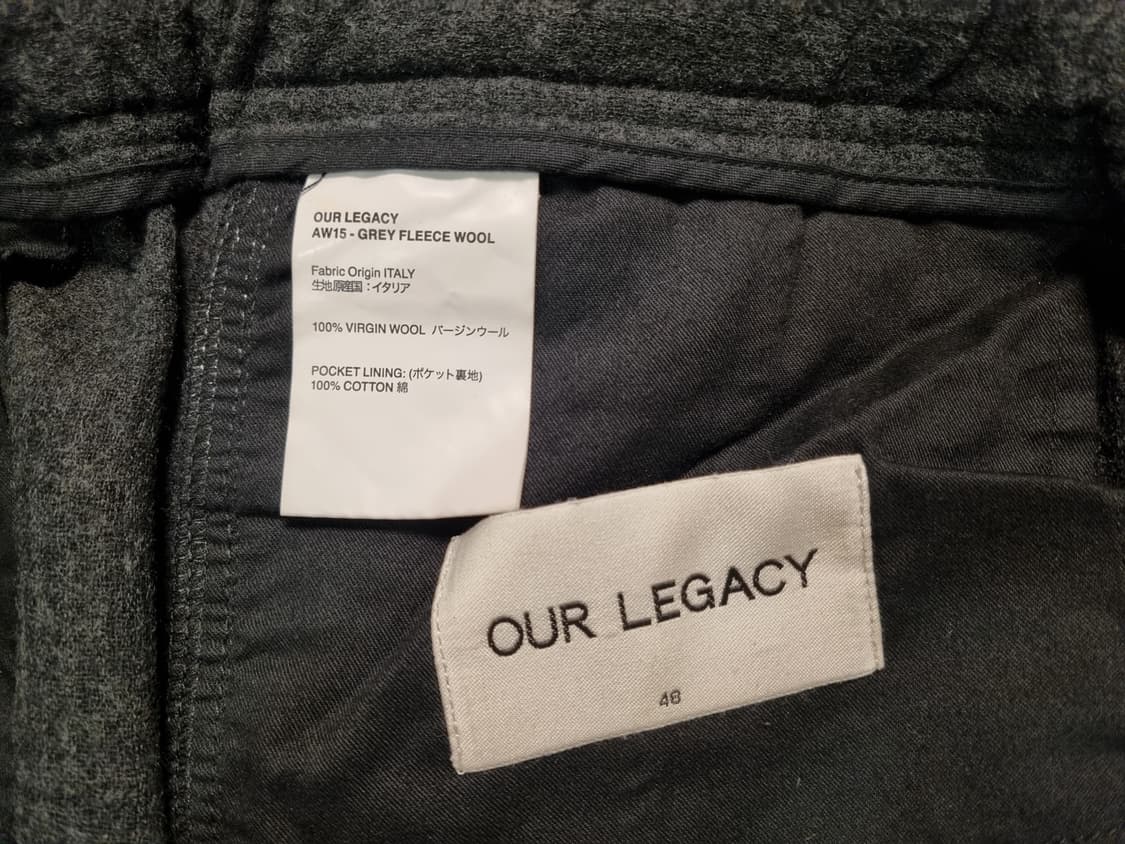 OUR LEGACY
AW15 - GREY FLEECE WOOL
Fabric Origin ITALY
生地原産国：イタリア
100% VIRGIN WOOL バージンウール
POCKET LINING: (ポケット裏地)
100% COTTON 綿
OUR LEGACY
48